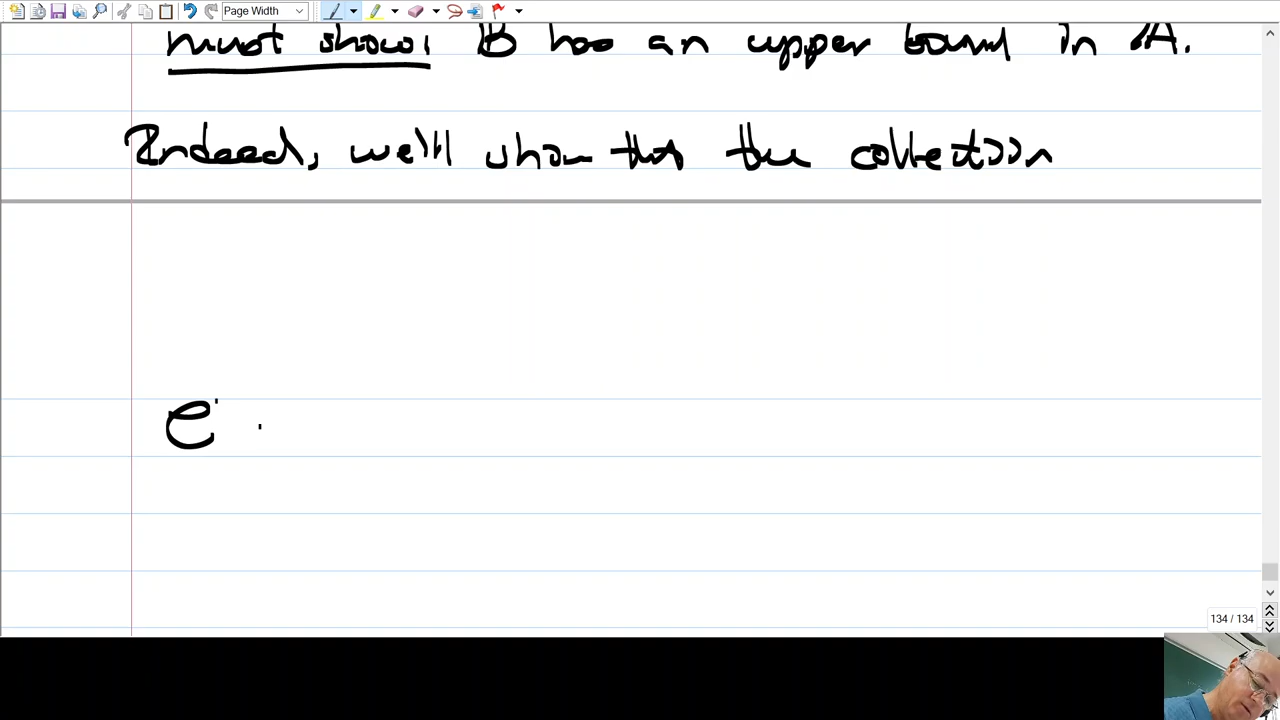 Page Width
must show: B has an upper bound in A.
Indeed, we'll show that the collection
e
134 / 134